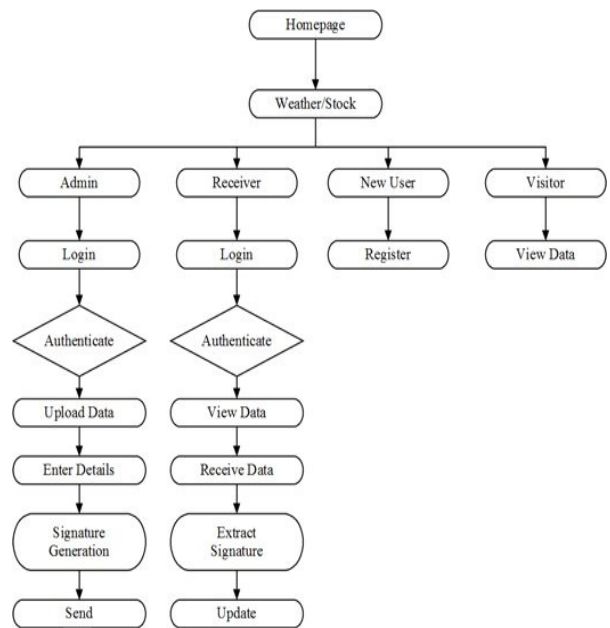 Homepage
Weather/Stock
Admin
Receiver
New User
Visitor
Login
Login
Register
View Data
Authenticate
Authenticate
Upload Data
View Data
Enter Details
Receive Data
Signature
Generation
Extract
Signature
Send
Update